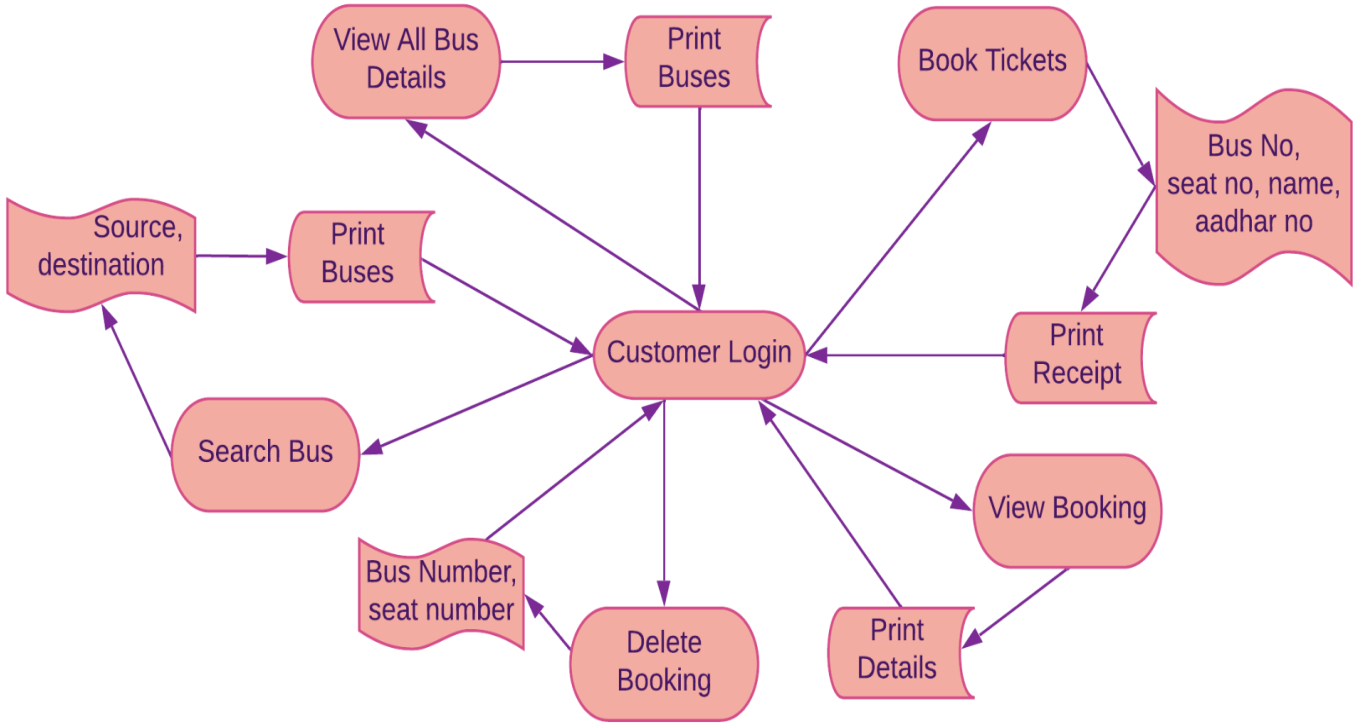 View All Bus
Details
Print
Buses
Book Tickets
Bus No,
seat no, name,
aadhar no
Source,
destination
Print
Buses
Customer Login
Print
Receipt
Search Bus
View Booking
Bus Number,
seat number
Delete
Booking
Print
Details